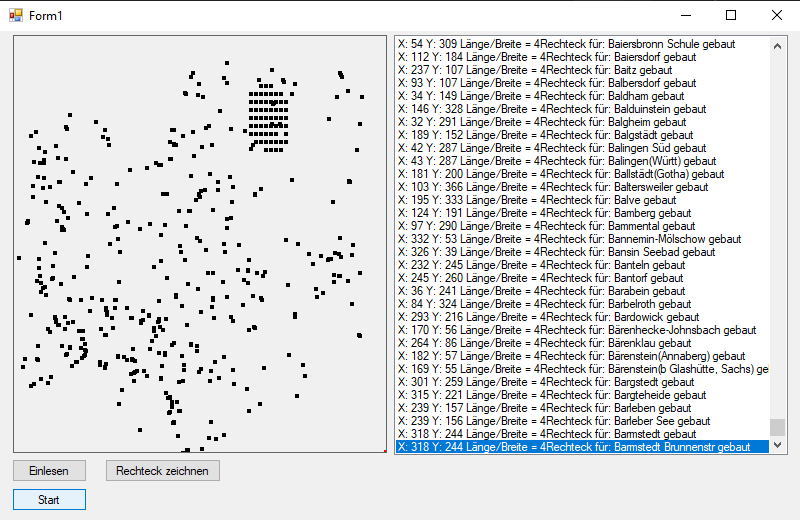 Form1
X: 54 Y: 309 Länge/Breite = 4Rechteck für: Baiersbronn Schule gebaut
X: 112 Y: 184 Länge/Breite = 4Rechteck für: Baiersdorf gebaut
X: 237 Y: 107 Länge/Breite = 4Rechteck für: Baitz gebaut
X: 93 Y: 107 Länge/Breite = 4Rechteck für: Balbersdorf gebaut
X: 34 Y: 149 Länge/Breite = 4Rechteck für: Baldham gebaut
X: 146 Y: 328 Länge/Breite = 4Rechteck für: Balduinstein gebaut
X: 32 Y: 291 Länge/Breite = 4Rechteck für: Balgheim gebaut
X: 189 Y: 152 Länge/Breite = 4Rechteck für: Balgstädt gebaut
X: 42 Y: 287 Länge/Breite = 4Rechteck für: Balingen Süd gebaut
X: 43 Y: 287 Länge/Breite = 4Rechteck für: Balingen(Württ) gebaut
X: 181 Y: 200 Länge/Breite = 4Rechteck für: Ballstädt(Gotha) gebaut
X: 103 Y: 366 Länge/Breite = 4Rechteck für: Baltersweiler gebaut
X: 195 Y: 333 Länge/Breite = 4Rechteck für: Balve gebaut
X: 124 Y: 191 Länge/Breite = 4Rechteck für: Bamberg gebaut
X: 97 Y: 290 Länge/Breite = 4Rechteck für: Bammental gebaut
X: 332 Y: 53 Länge/Breite = 4Rechteck für: Bannemin-Mölschow gebaut
X: 326 Y: 39 Länge/Breite = 4Rechteck für: Bansin Seebad gebaut
X: 232 Y: 245 Länge/Breite = 4Rechteck für: Banteln gebaut
X: 245 Y: 260 Länge/Breite = 4Rechteck für: Bantorf gebaut
X: 36 Y: 241 Länge/Breite = 4Rechteck für: Barabein gebaut
X: 84 Y: 324 Länge/Breite = 4Rechteck für: Barbelroth gebaut
X: 293 Y: 216 Länge/Breite = 4Rechteck für: Bardowick gebaut
X: 170 Y: 56 Länge/Breite = 4Rechteck für: Bärenhecke-Johnsbach gebaut
X: 264 Y: 86 Länge/Breite = 4Rechteck für: Bärenklau gebaut
X: 182 Y: 57 Länge/Breite = 4Rechteck für: Bärenstein(Annaberg) gebaut
X: 169 Y: 55 Länge/Breite = 4Rechteck für: Bärenstein(b Glashütte, Sachs) gel
X: 301 Y: 259 Länge/Breite = 4Rechteck für: Bargstedt gebaut
X: 315 Y: 221 Länge/Breite = 4Rechteck für: Bargteheide gebaut
X: 239 Y: 157 Länge/Breite = 4Rechteck für: Barleben gebaut
X: 239 Y: 156 Länge/Breite = 4Rechteck für: Barleber See gebaut
X: 318 Y: 244 Länge/Breite = 4Rechteck für: Barmstedt gebaut
X: 318 Y: 244 Länge/Breite = 4Rechteck für: Barmstedt Brunnenstr gebaut
Einlesen
Rechteck zeichnen
Start